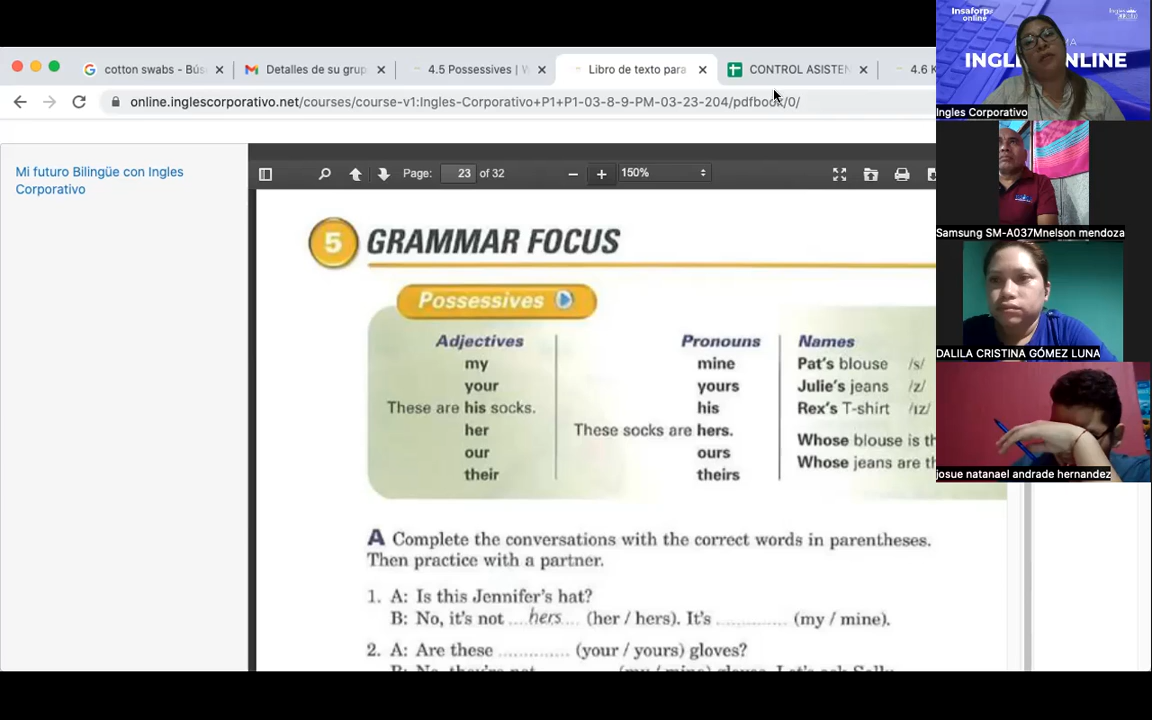 cotton swabs - Bús
Detalles de su grup
4.5 Possessives | W
Libro de texto para
CONTROL ASISTEN
4.6 K
online.inglescorporativo.net/courses/course-v1:Ingles-Corporativo+P1+P1-03-8-9-PM-03-23-204/pdfbook/0/
Mi futuro Bilingüe con Ingles
Corporativo
Page: 23 of 32
150%
5 GRAMMAR FOCUS
Possessives
Adjectives
my
your
These are his socks.
her
our
their
Pronouns
mine
yours
his
These socks are hers.
ours
theirs
Names
Pat's blouse /s/
Julie's jeans /z/
Rex's T-shirt /ɪz/
Whose blouse is th
Whose jeans are th
A Complete the conversations with the correct words in parentheses.
Then practice with a partner.
1. A: Is this Jennifer's hat?
B: No, it's not ....hers.... (her / hers). It's .............. (my / mine).
2. A: Are these .............. (your / yours) gloves?
Insaforp
online
INGLES ONLINE
Ingles Corporativo
Samsung SM-A037Mnelson mendoza
DALILA CRISTINA GÓMEZ LUNA
josue natanael andrade hernandez